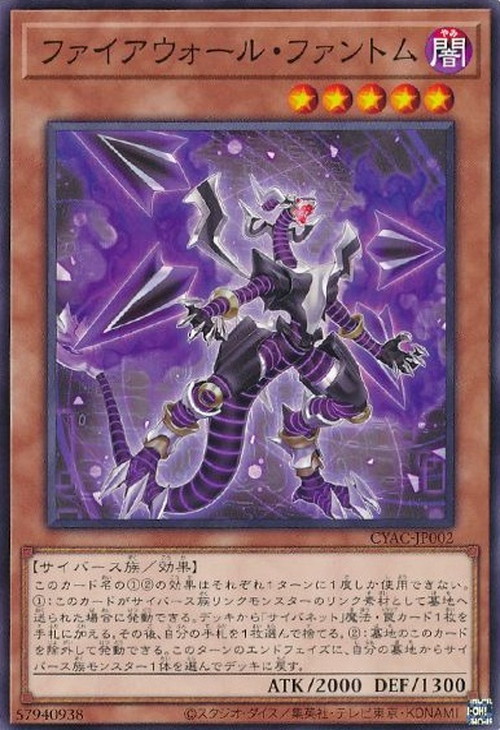 ファイアウォール・ファントム
闇
やみ
CYAC-JP002
【サイバース族／効果】
このカード名の①②の効果はそれぞれ1ターンに1度しか使用できない。
①：このカードがサイバース族リンクモンスターのリンク素材として墓地へ
送られた場合に発動できる。デッキから「サイバネット」魔法・罠カード1枚を
手札に加える。その後、自分の手札を1枚選んで捨てる。②：墓地のこのカード
を除外して発動できる。このターンのエンドフェイズに、自分の墓地からサイ
バース族モンスター1体を選んでデッキに戻す。
ATK/2000 DEF/1300
57940938
©スタジオ・ダイス／集英社・テレビ東京・KONAMI